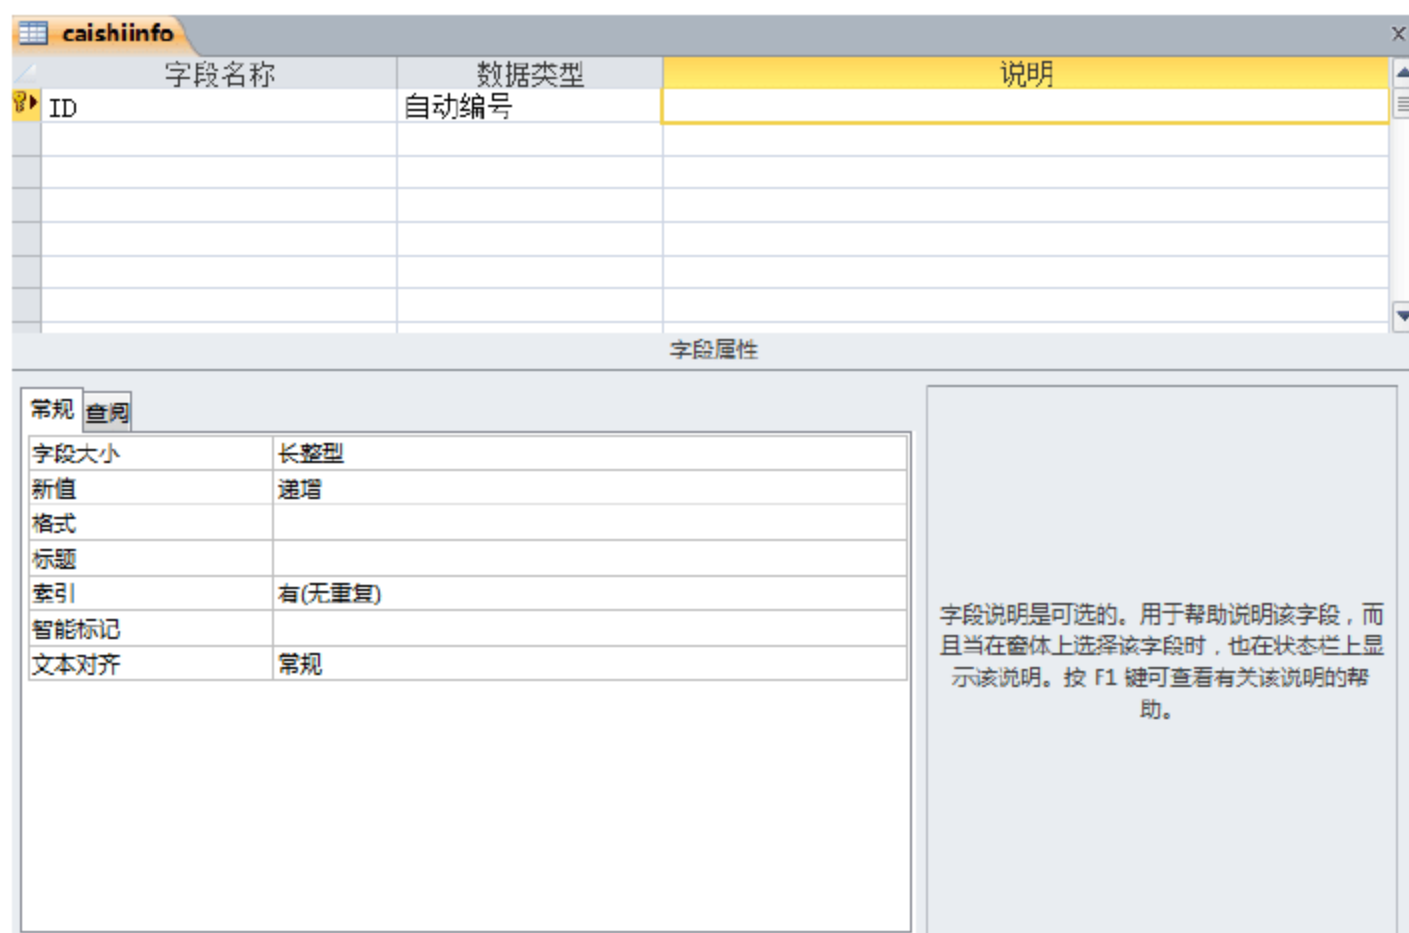 caishiinfo
字段名称 数据类型 说明
ID 自动编号
字段属性
常规 查阅
字段大小 长整型
新值 递增
格式
标题
索引 有(无重复)
智能标记
文本对齐 常规
字段说明是可选的。用于帮助说明该字段，而
且当在窗体上选择该字段时，也在状态栏上显
示该说明。按 F1 键可查看有关该说明的帮
助。